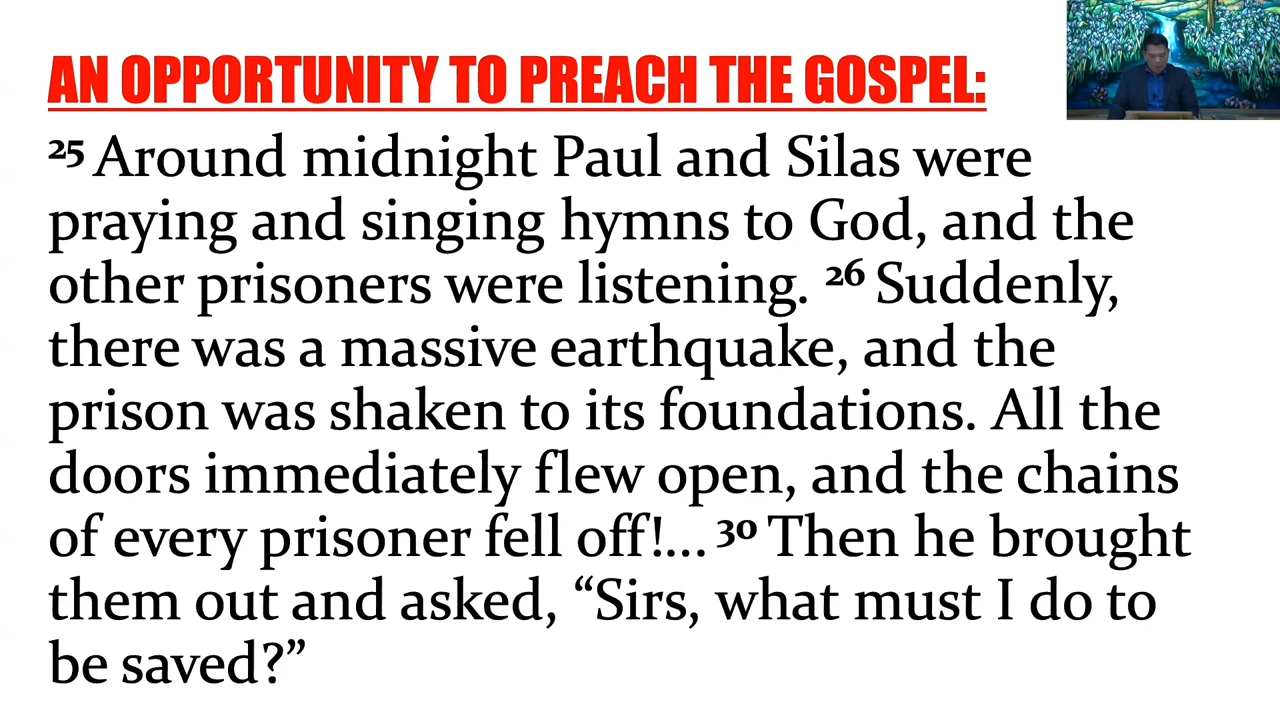 AN OPPORTUNITY TO PREACH THE GOSPEL:
25 Around midnight Paul and Silas were
praying and singing hymns to God, and the
other prisoners were listening. 26 Suddenly,
there was a massive earthquake, and the
prison was shaken to its foundations. All the
doors immediately flew open, and the chains
of every prisoner fell off!... 30 Then he brought
them out and asked, “Sirs, what must I do to
be saved?”